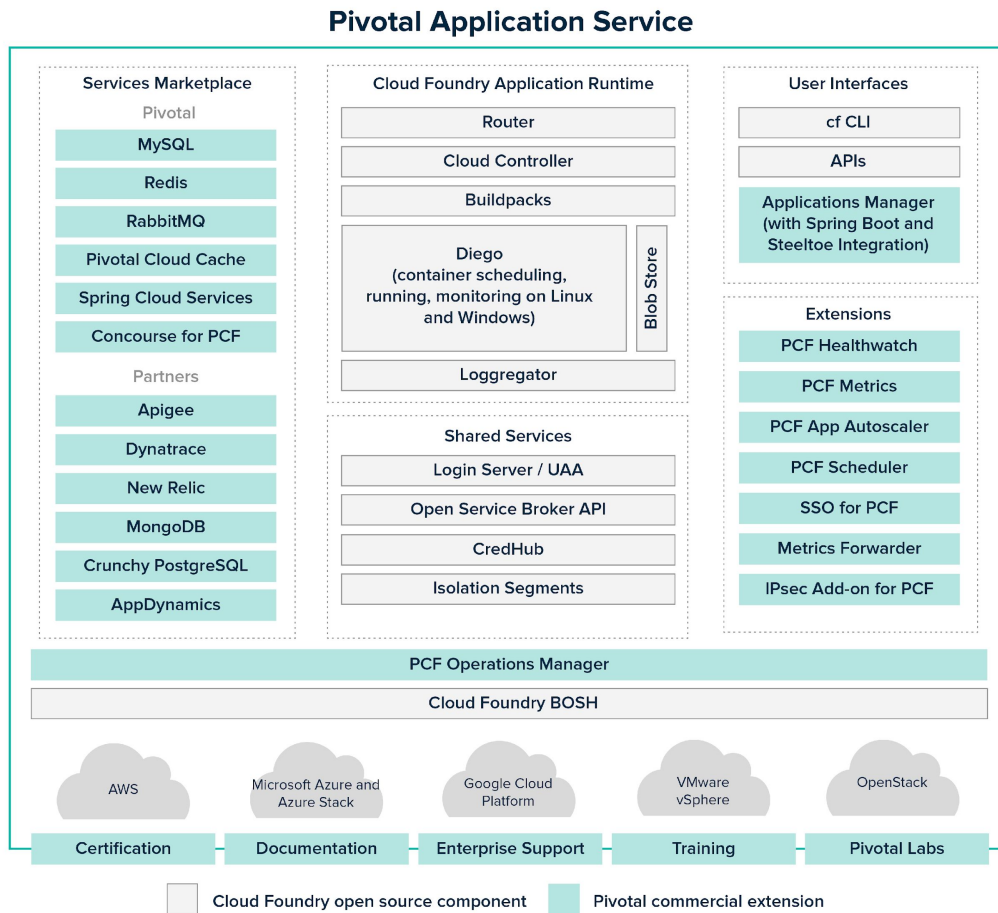 Pivotal Application Service
Services Marketplace
Pivotal
MySQL
Redis
RabbitMQ
Pivotal Cloud Cache
Spring Cloud Services
Concourse for PCF
Partners
Apigee
Dynatrace
New Relic
MongoDB
Crunchy PostgreSQL
AppDynamics
Cloud Foundry Application Runtime
Router
Cloud Controller
Buildpacks
Diego
(container scheduling,
running, monitoring on Linux
and Windows)
Blob Store
Loggregator
Shared Services
Login Server / UAA
Open Service Broker API
CredHub
Isolation Segments
User Interfaces
cf CLI
APIs
Applications Manager
(with Spring Boot and
Steeltoe Integration)
Extensions
PCF Healthwatch
PCF Metrics
PCF App Autoscaler
PCF Scheduler
SSO for PCF
Metrics Forwarder
IPsec Add-on for PCF
PCF Operations Manager
Cloud Foundry BOSH
AWS
Microsoft Azure and
Azure Stack
Google Cloud
Platform
VMware
vSphere
OpenStack
Certification
Documentation
Enterprise Support
Training
Pivotal Labs
Cloud Foundry open source component
Pivotal commercial extension